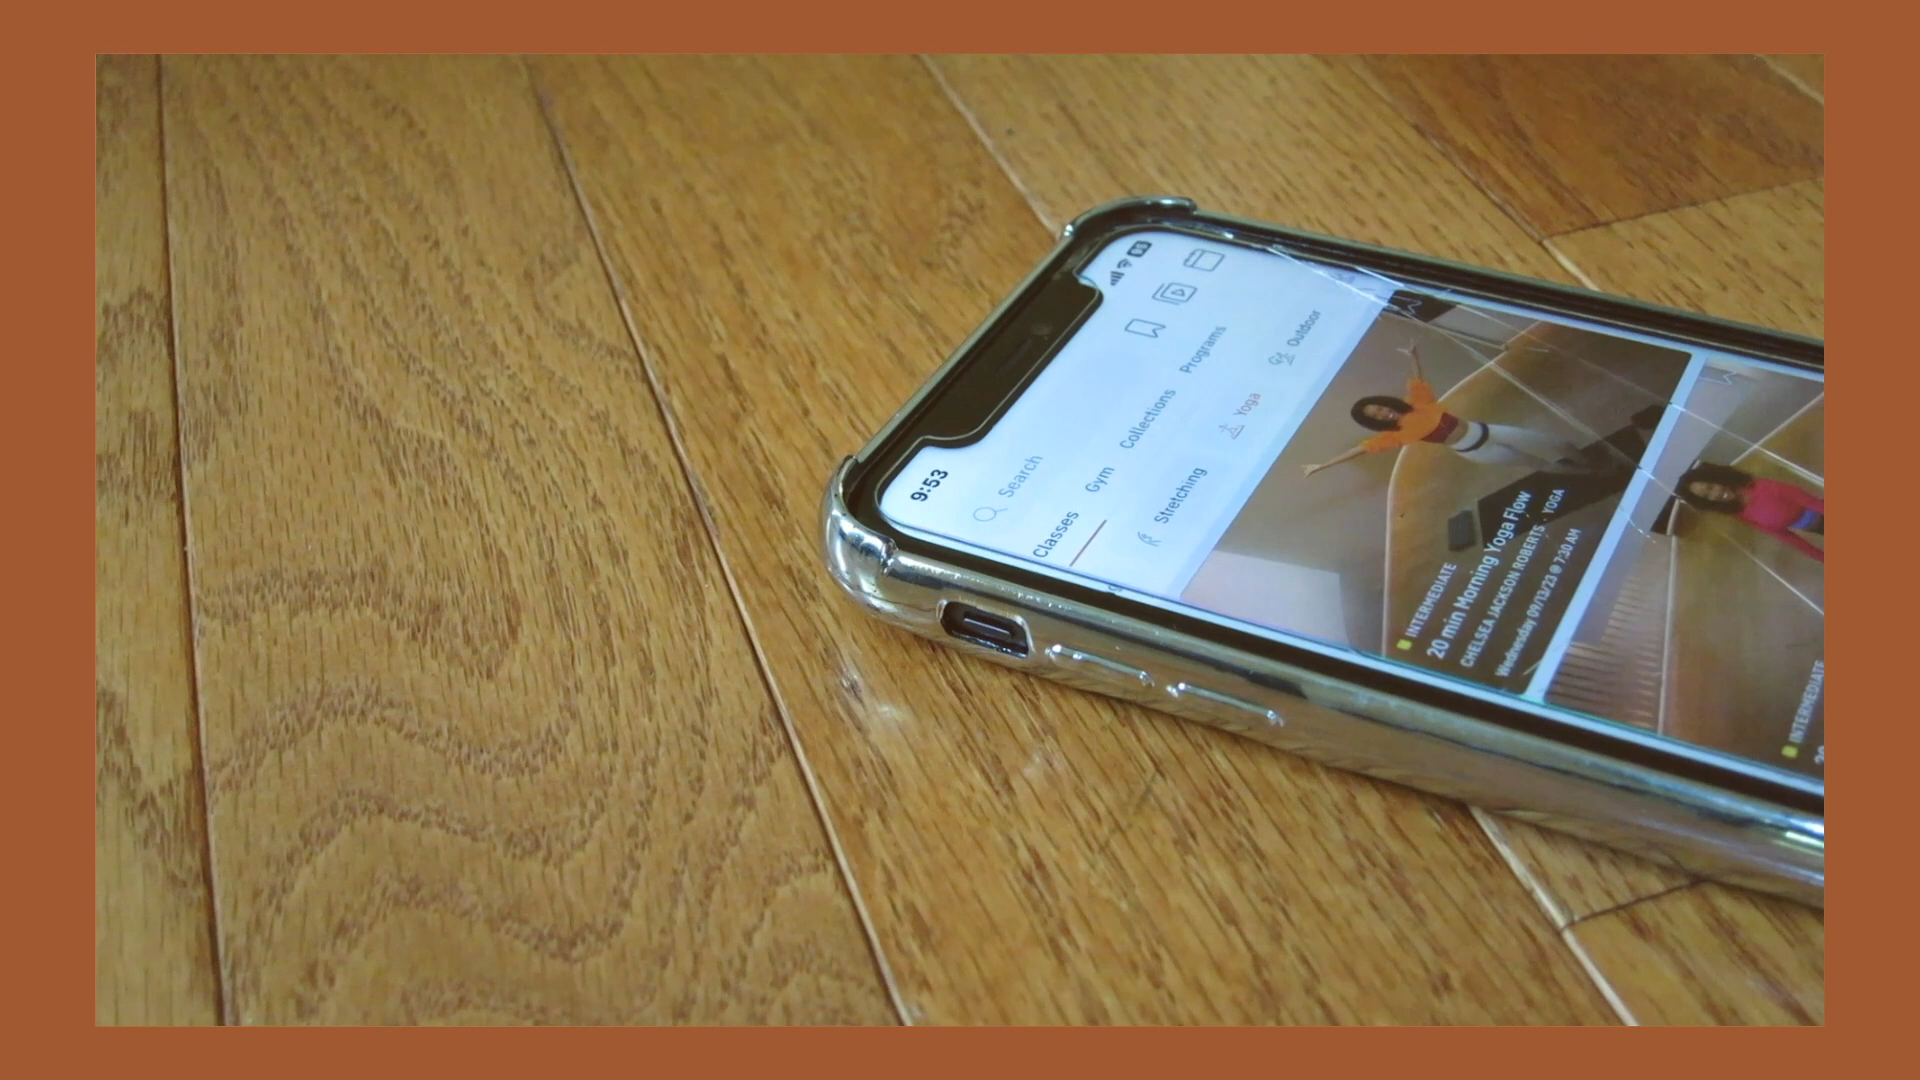 9:53
95
Search
Classes Gym Collections Programs
Stretching Yoga Outdoor
INTERMEDIATE
20 min Morning Yoga Flow
CHELSEA JACKSON ROBERTS · YOGA
Wednesday 09/13/23 @ 7:30 AM
INTERMEDIATE